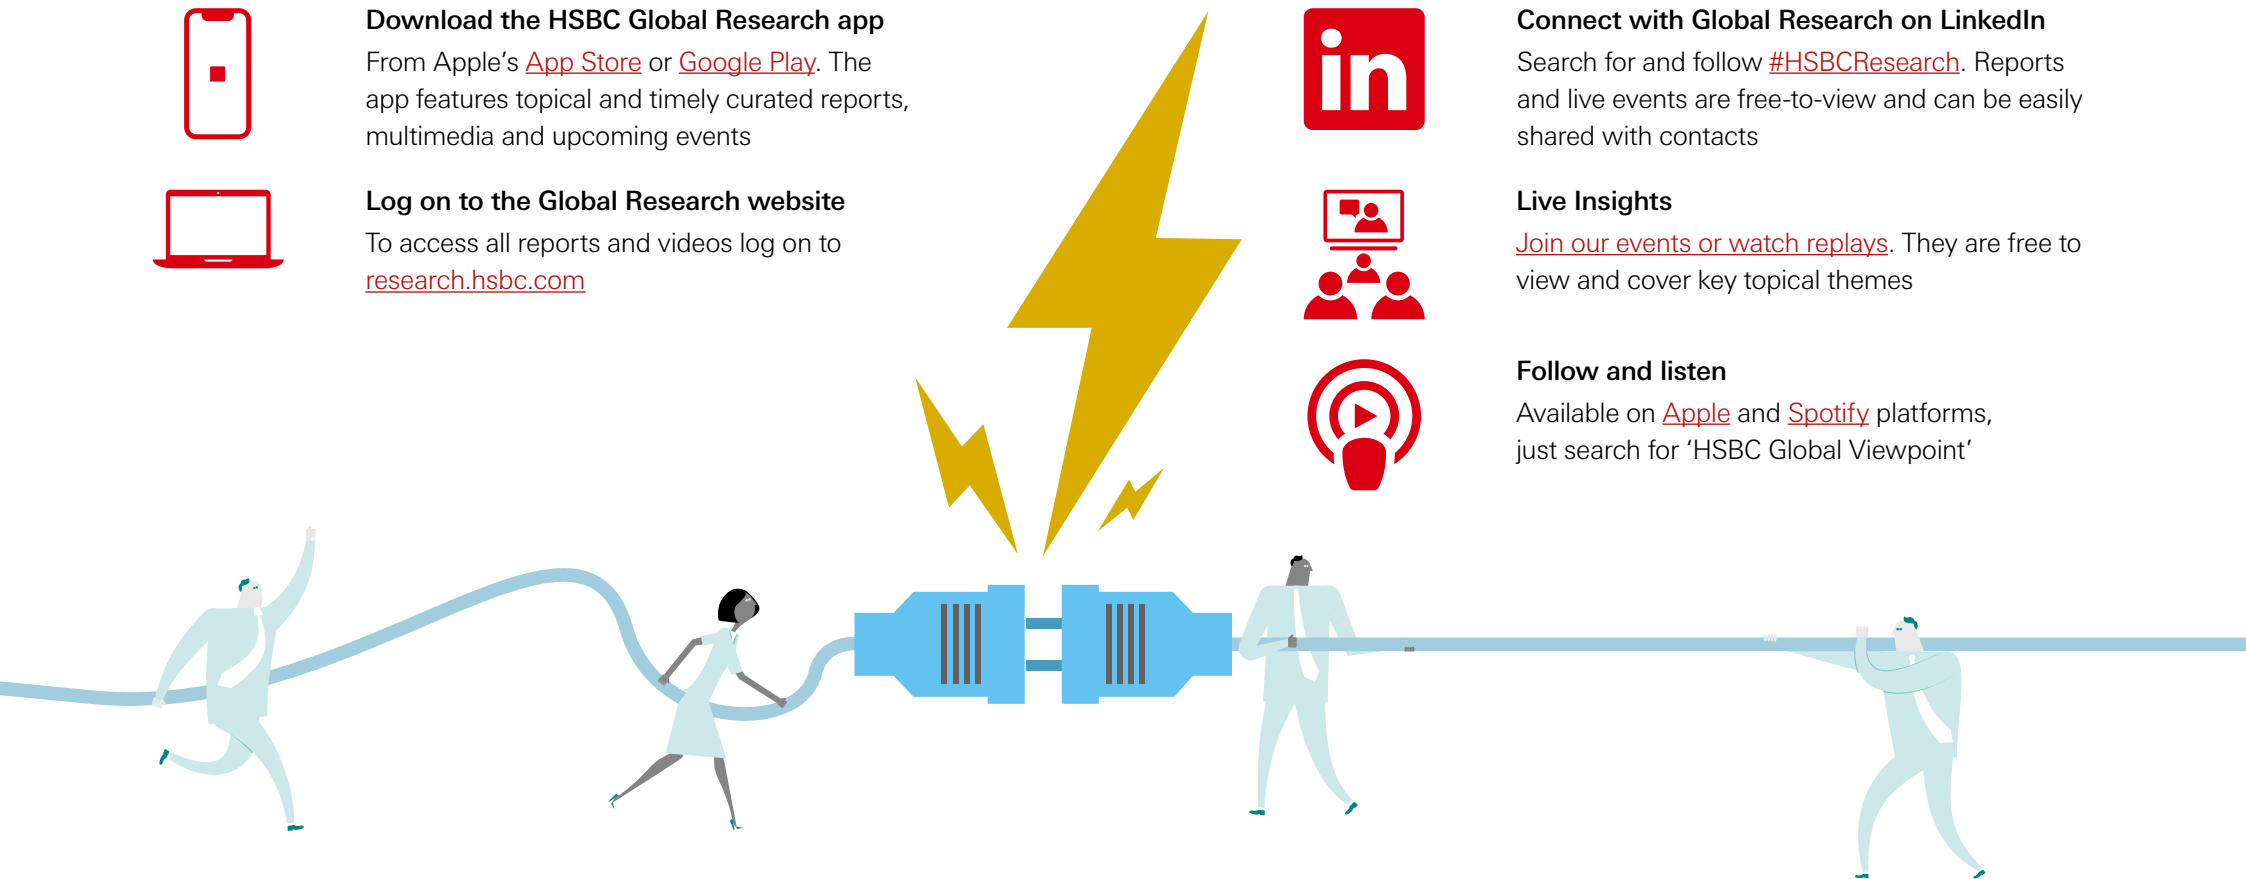 Download the HSBC Global Research app
From Apple’s App Store or Google Play. The
app features topical and timely curated reports,
multimedia and upcoming events
Log on to the Global Research website
To access all reports and videos log on to
research.hsbc.com
in
Connect with Global Research on LinkedIn
Search for and follow #HSBCResearch. Reports
and live events are free-to-view and can be easily
shared with contacts
Live Insights
Join our events or watch replays. They are free to
view and cover key topical themes
Follow and listen
Available on Apple and Spotify platforms,
just search for ‘HSBC Global Viewpoint’